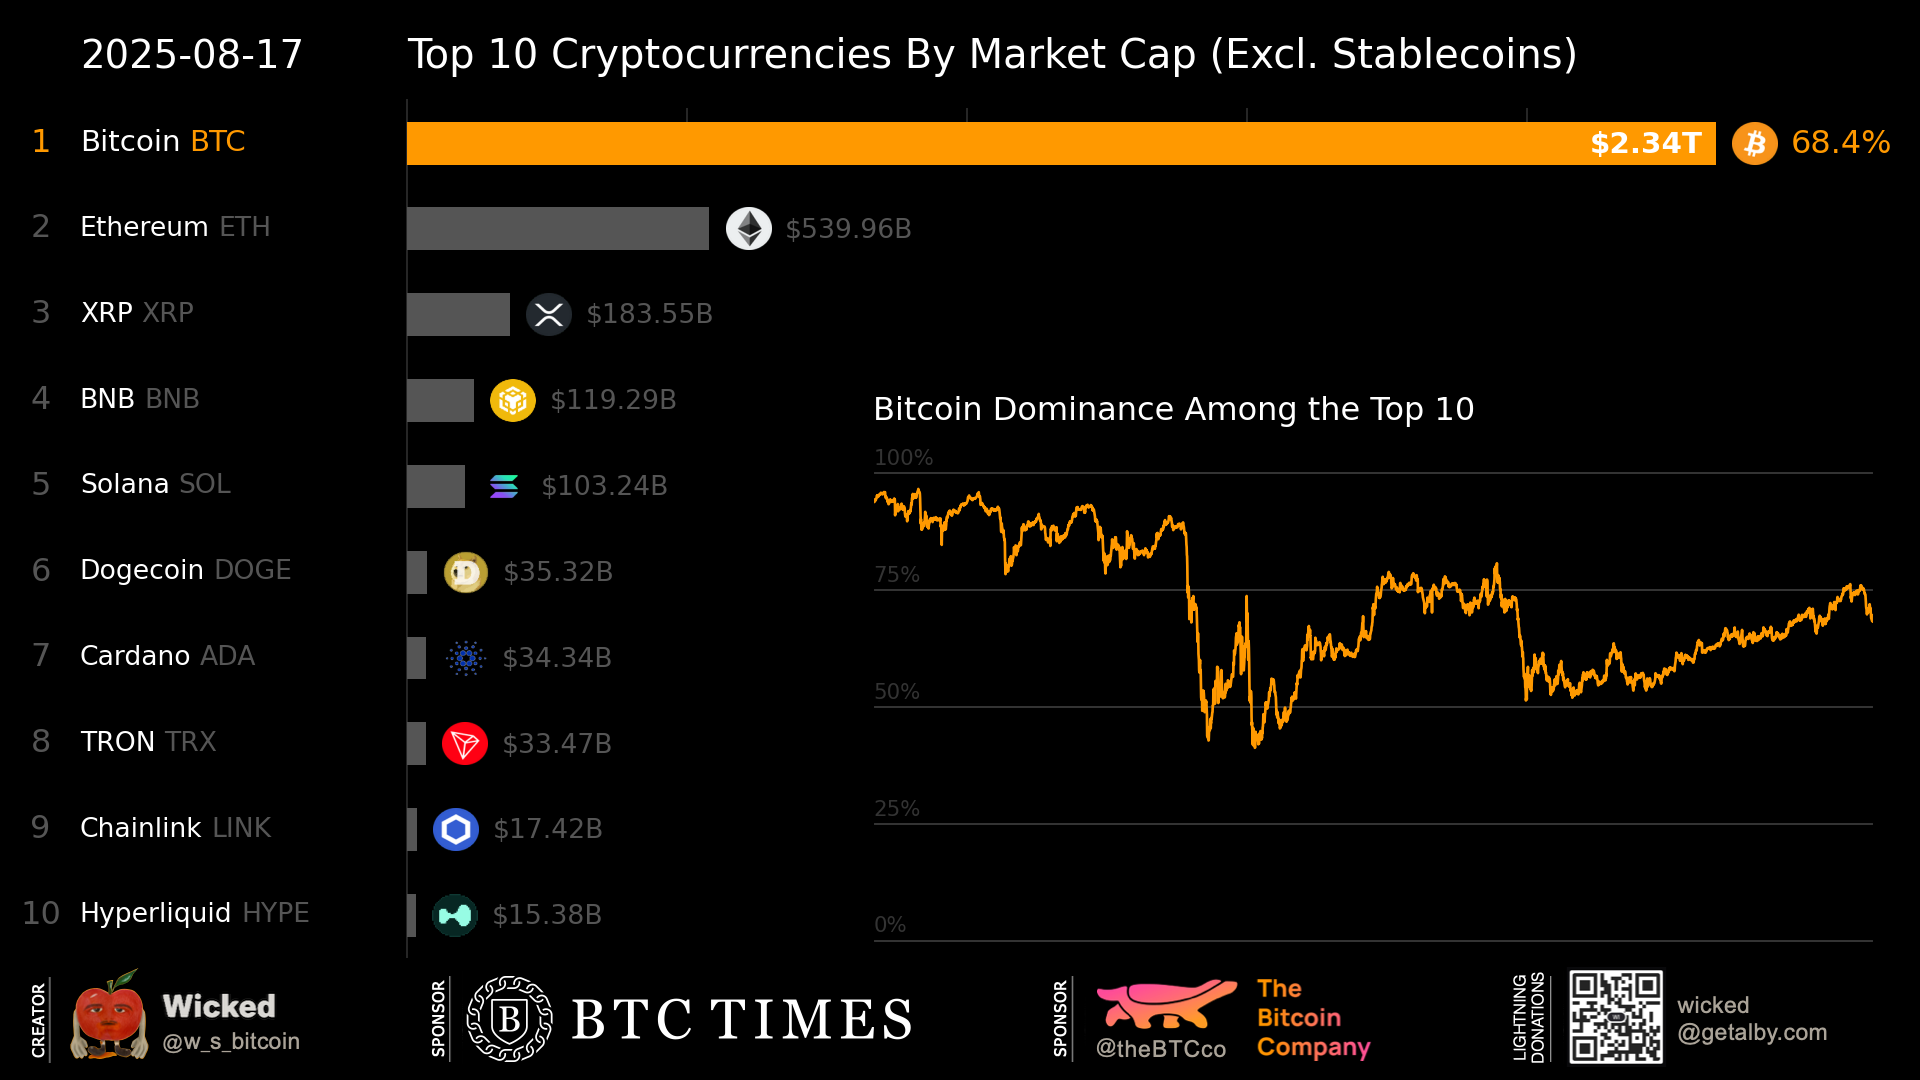 2025-08-17
Top 10 Cryptocurrencies By Market Cap (Excl. Stablecoins)
1 Bitcoin BTC $2.34T 68.4%
2 Ethereum ETH $539.96B
3 XRP XRP $183.55B
4 BNB BNB $119.29B
5 Solana SOL $103.24B
6 Dogecoin DOGE $35.32B
7 Cardano ADA $34.34B
8 TRON TRX $33.47B
9 Chainlink LINK $17.42B
10 Hyperliquid HYPE $15.38B
Bitcoin Dominance Among the Top 10
100%
75%
50%
25%
0%
CREATOR
Wicked
@w_s_bitcoin
SPONSOR
B
BTC TIMES
SPONSOR
@theBTCco
The
Bitcoin
Company
LIGHTNING
DONATIONS
wicked
@getalby.com